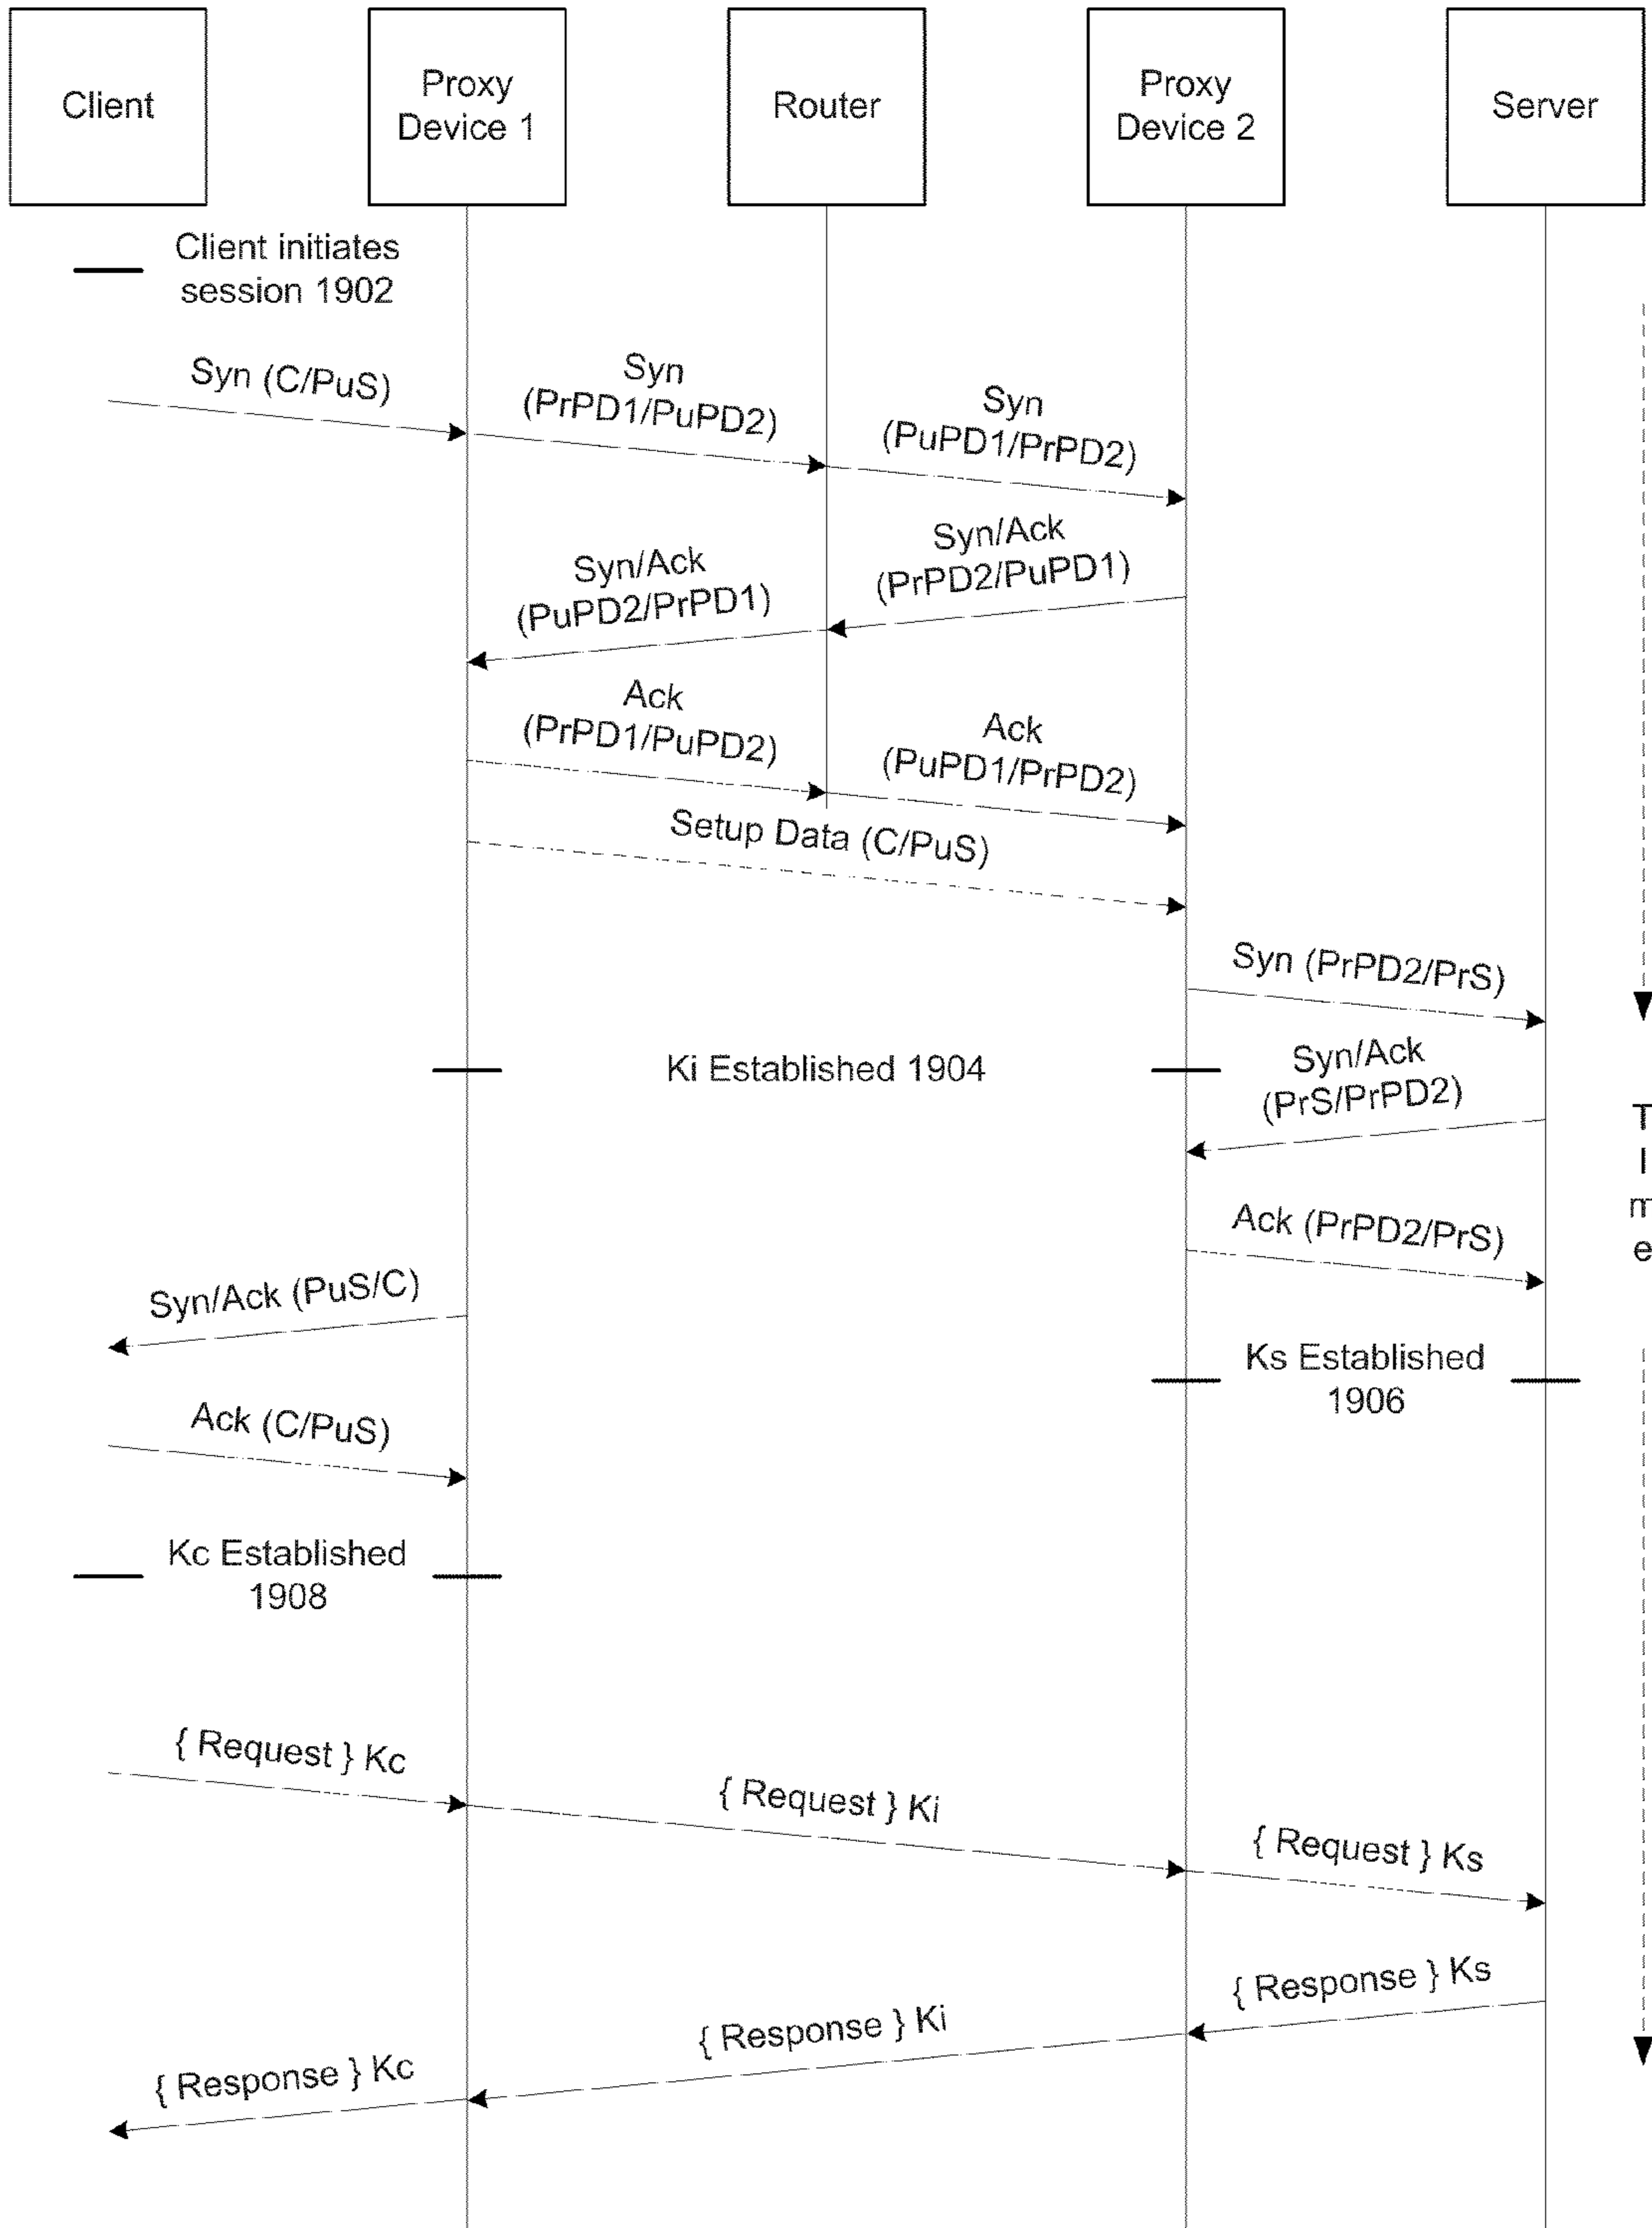 Client
Proxy
Device 1
Router
Proxy
Device 2
Server
Client initiates
session 1902
Syn (C/PuS)
Syn
(PrPD1/PuPD2)
Syn
(PuPD1/PrPD2)
Syn/Ack
(PrPD2/PuPD1)
Syn/Ack
(PuPD2/PrPD1)
Ack
(PrPD1/PuPD2)
Ack
(PuPD1/PrPD2)
Setup Data (C/PuS)
Syn (PrPD2/PrS)
Ki Established 1904
Syn/Ack
(PrS/PrPD2)
T
I
m
e
Ack (PrPD2/PrS)
Syn/Ack (PuS/C)
Ks Established
1906
Ack (C/PuS)
Kc Established
1908
{ Request } Kc
{ Request } Ki
{ Request } Ks
{ Response } Ks
{ Response } Ki
{ Response } Kc